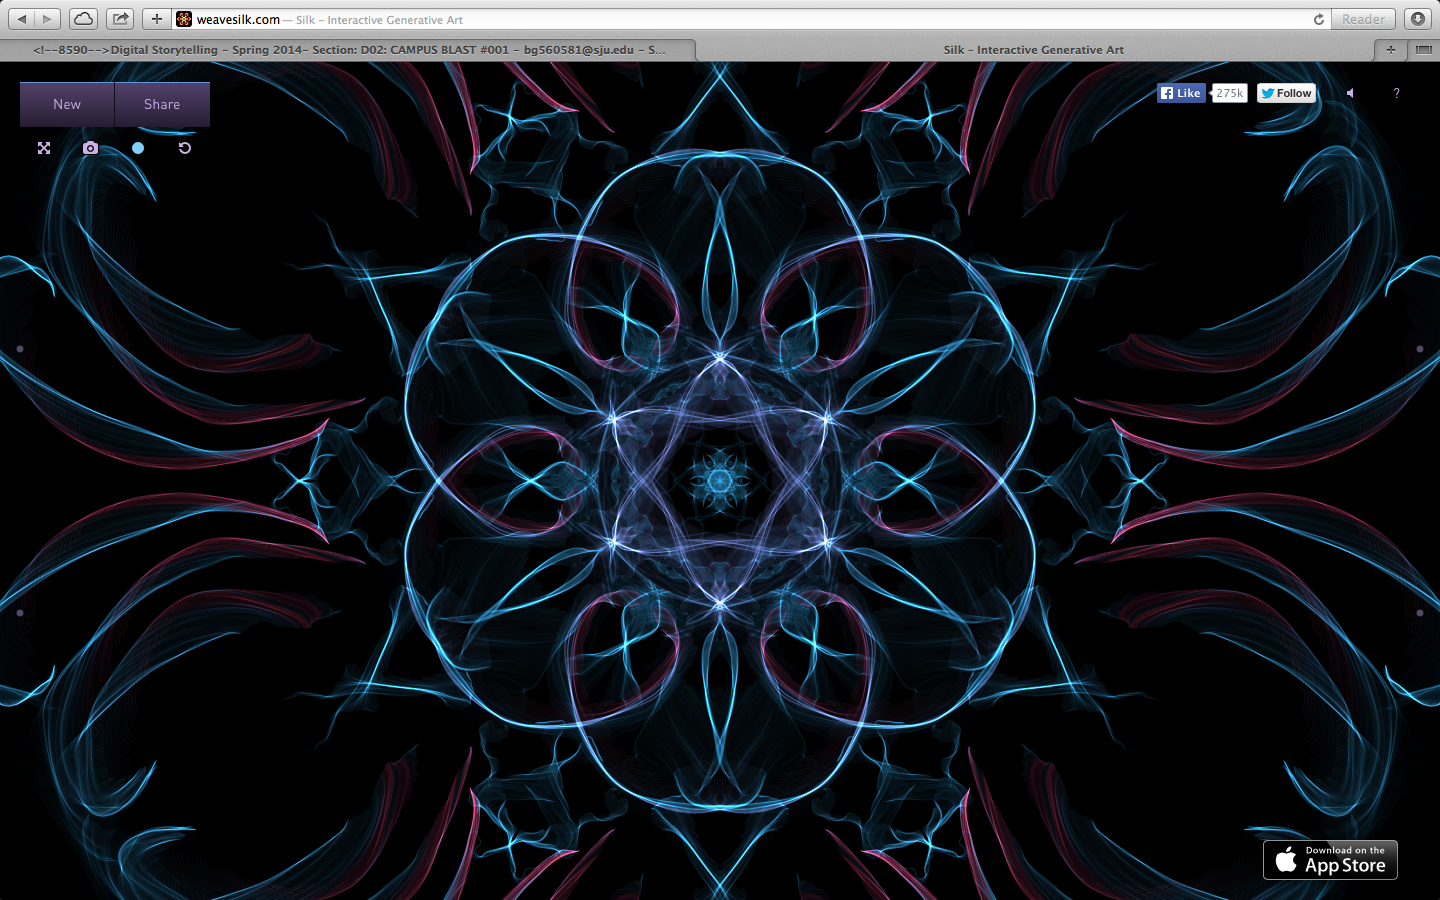 weavesilk.com — Silk – Interactive Generative Art
Reader
<!--8590-->Digital Storytelling – Spring 2014– Section: D02: CAMPUS BLAST #001 – bg560581@sju.edu – S...
Silk – Interactive Generative Art
New
Share
Like
275k
Follow
?
Download on the
App Store